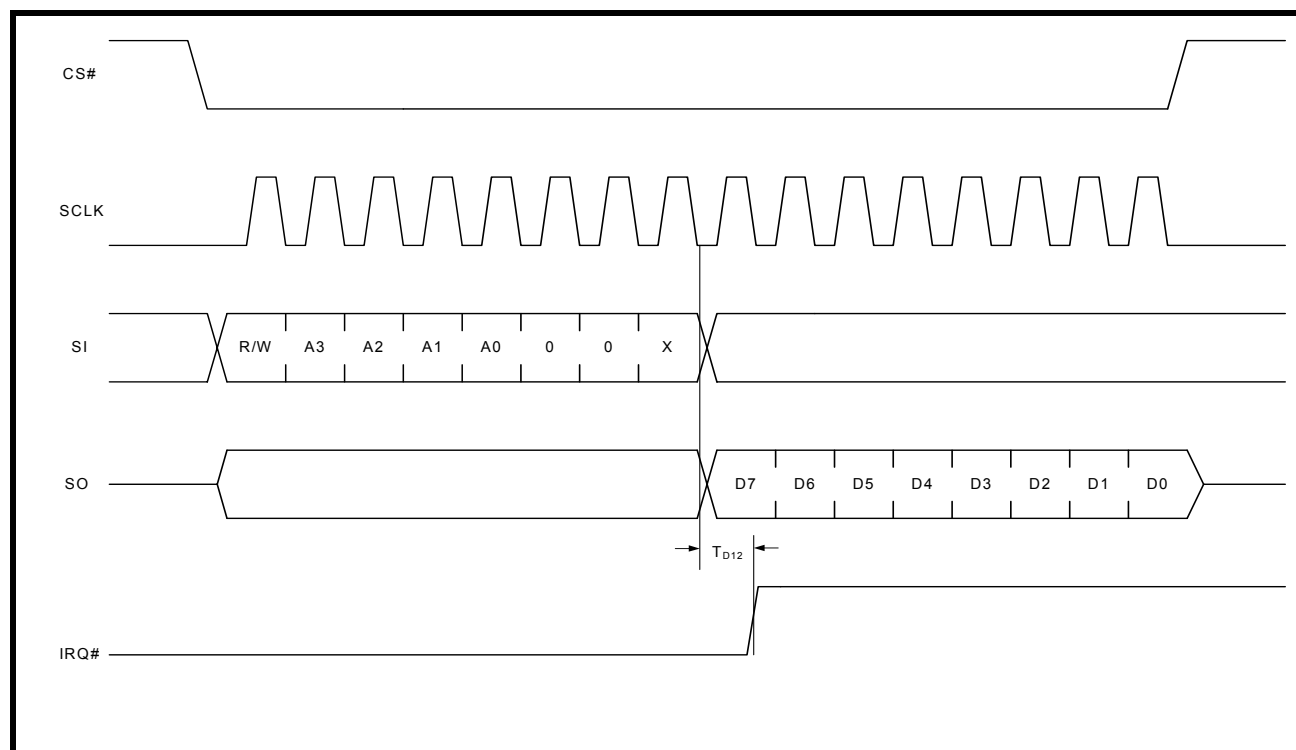 CS#
SCLK
SI
R/W A3 A2 A1 A0 0 0 X
SO
D7 D6 D5 D4 D3 D2 D1 D0
TD12
IRQ#